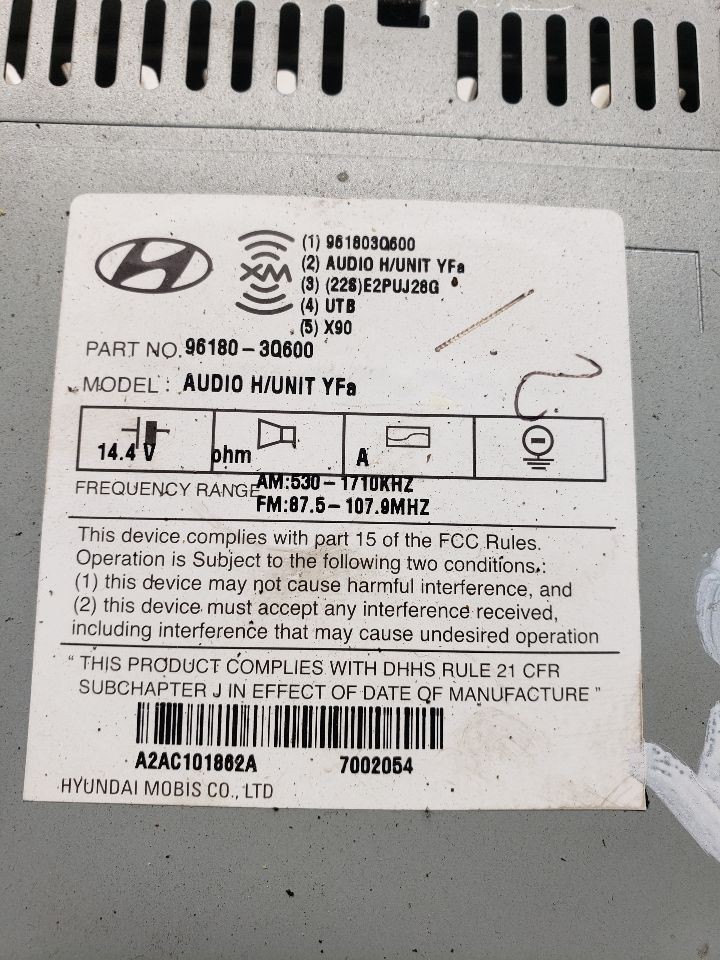 XM
(1) 961803Q600
(2) AUDIO H/UNIT YFa
(3) (228)E2PUJ28G
(4) UTB
(5) X90
PART NO. 96180-3Q600
MODEL : AUDIO H/UNIT YFa
14.4 V ohm A
FREQUENCY RANGE AM:530-1710KHZ
FM:87.5-107.9MHZ
This device complies with part 15 of the FCC Rules.
Operation is Subject to the following two conditions.:
(1) this device may not cause harmful interference, and
(2) this device must accept any interference received,
including interference that may cause undesired operation
" THIS PRODUCT COMPLIES WITH DHHS RULE 21 CFR
SUBCHAPTER J IN EFFECT OF DATE OF MANUFACTURE "
A2AC101862A 7002054
HYUNDAI MOBIS CO., LTD